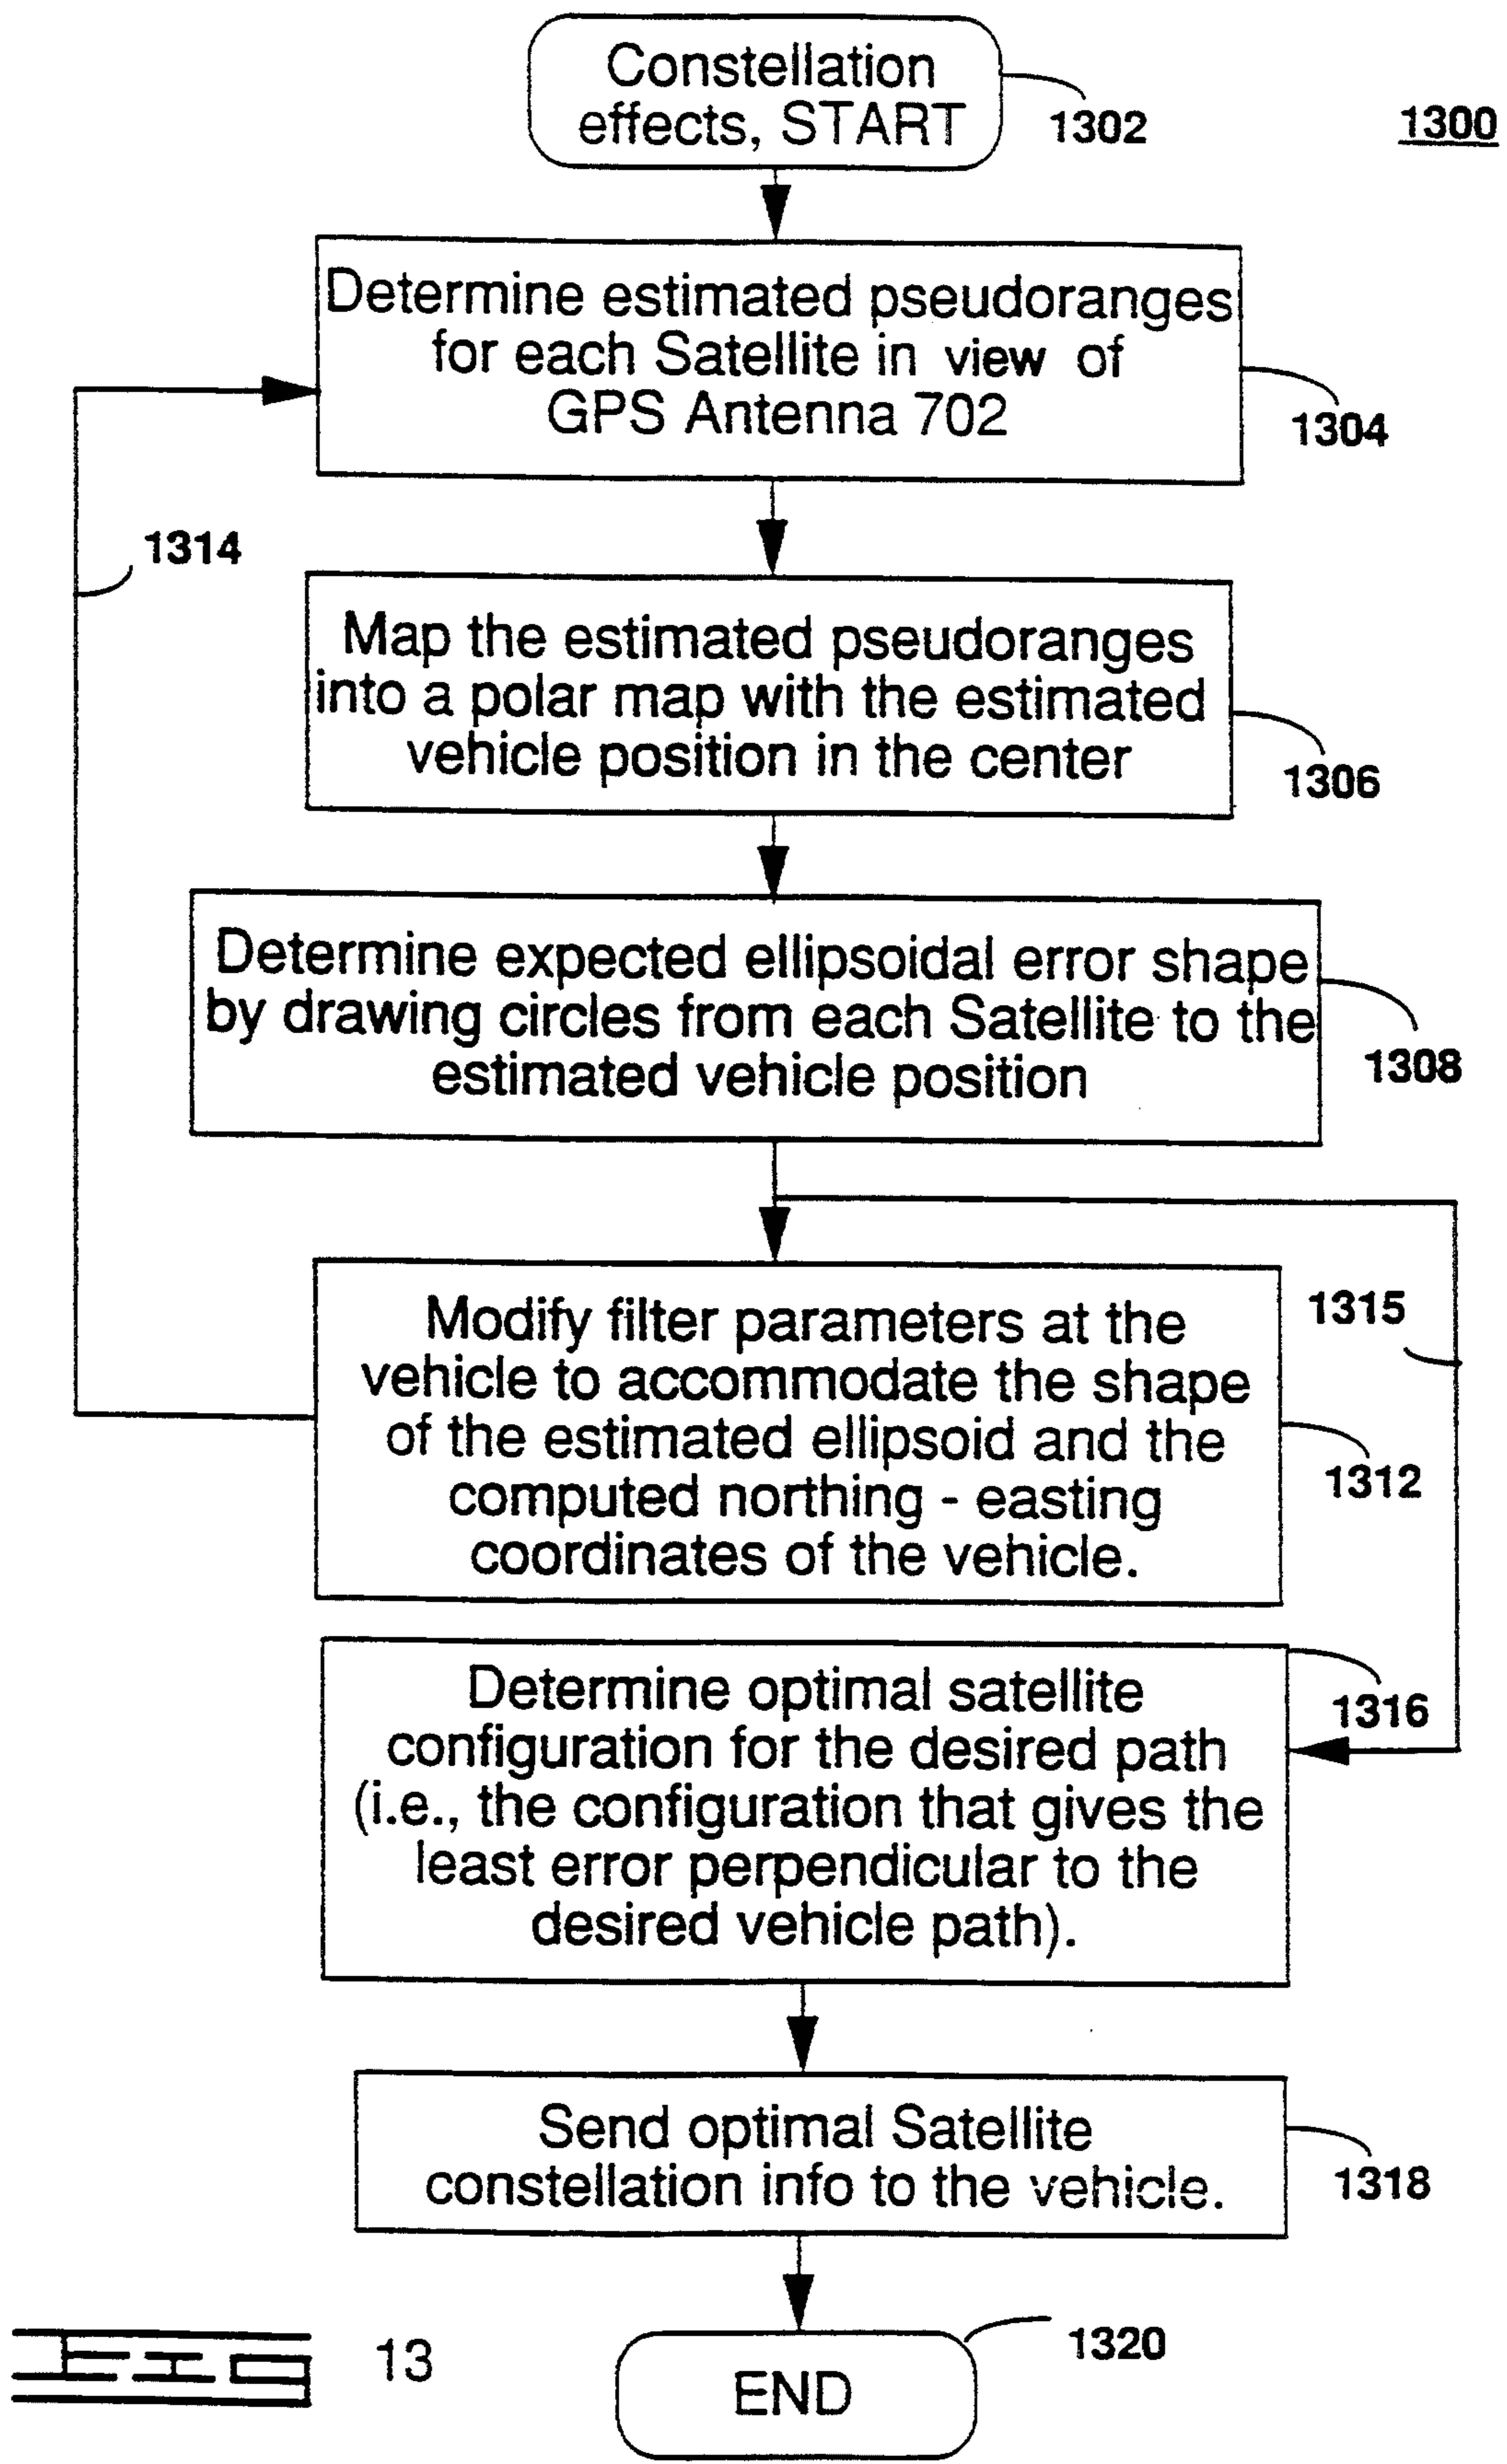 Constellation
effects, START
1302
1300
Determine estimated pseudoranges
for each Satellite in view of
GPS Antenna 702
1304
1314
Map the estimated pseudoranges
into a polar map with the estimated
vehicle position in the center
1306
Determine expected ellipsoidal error shape
by drawing circles from each Satellite to the
estimated vehicle position
1308
Modify filter parameters at the
vehicle to accommodate the shape
of the estimated ellipsoid and the
computed northing - easting
coordinates of the vehicle.
1315
1312
Determine optimal satellite
configuration for the desired path
(i.e., the configuration that gives the
least error perpendicular to the
desired vehicle path).
1316
Send optimal Satellite
constellation info to the vehicle.
1318
FIG 13
END
1320